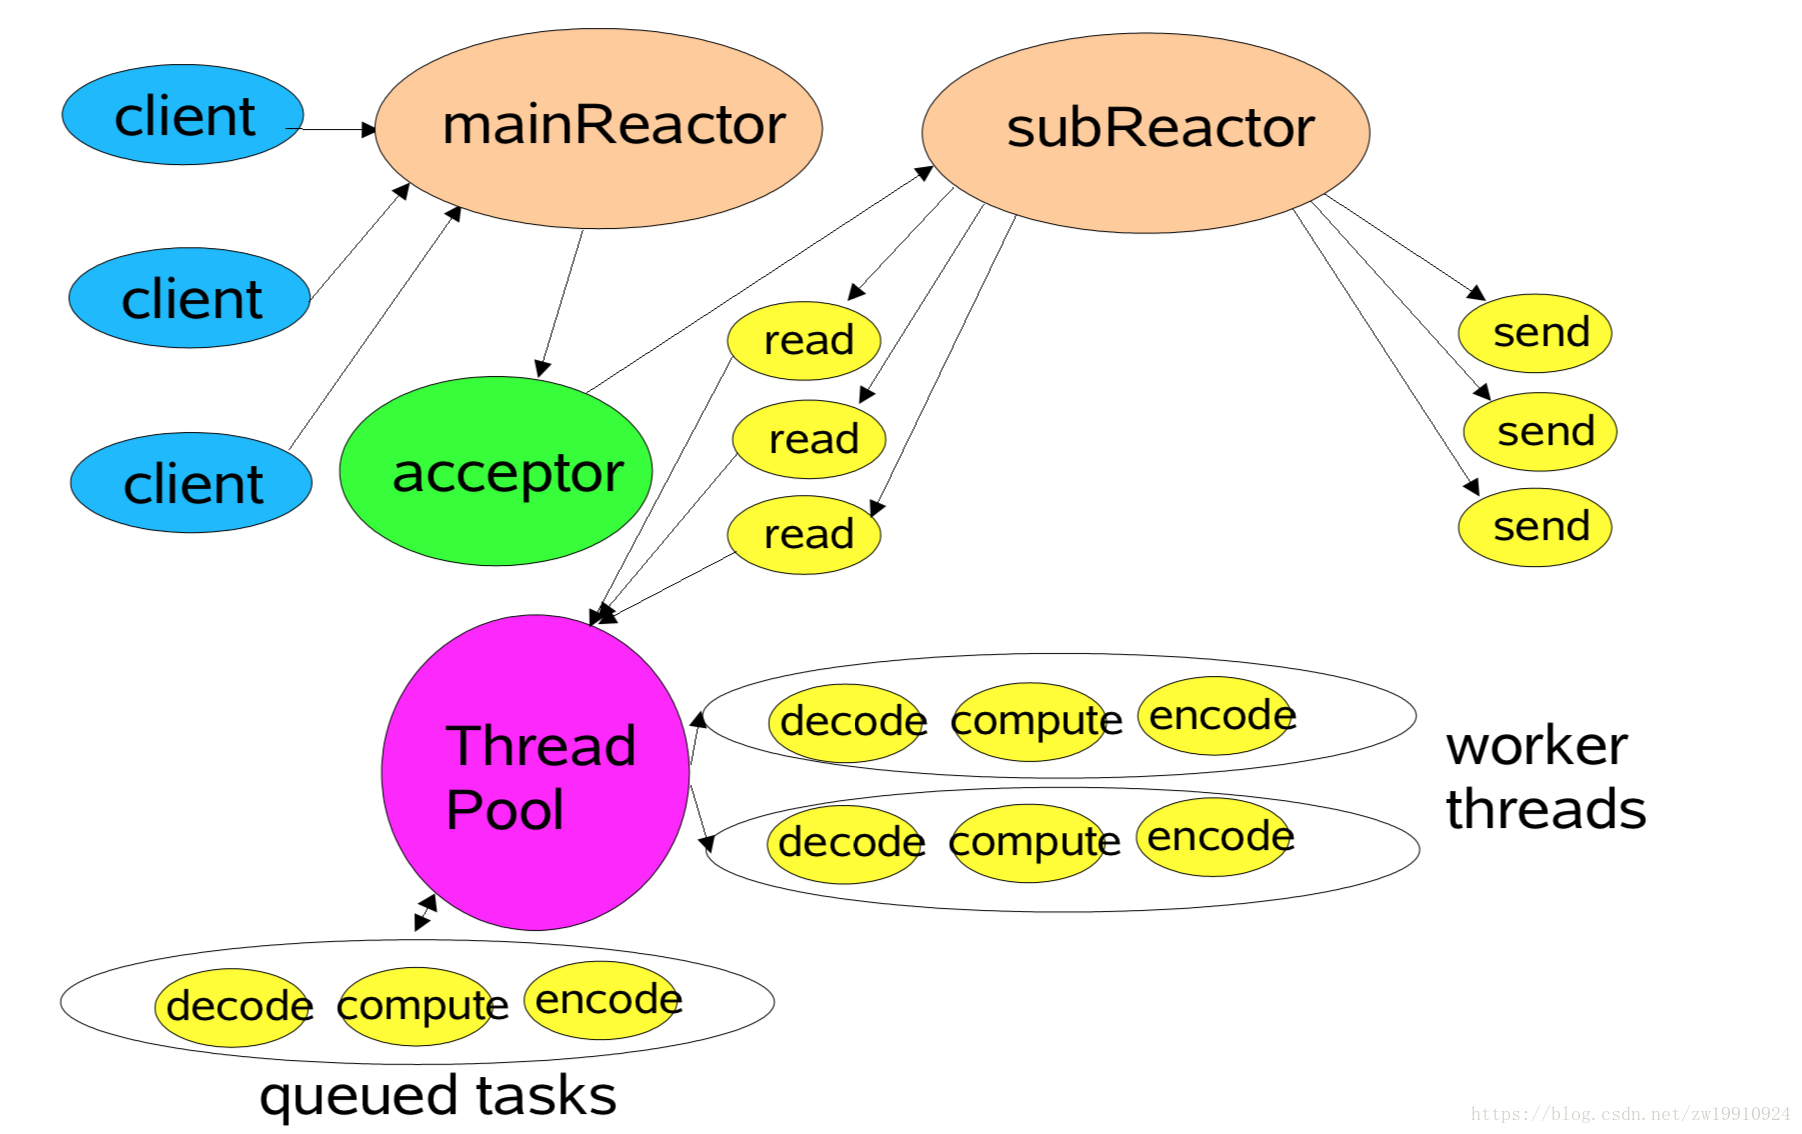 client
mainReactor
subReactor
client
client
acceptor
read
read
read
send
send
send
Thread
Pool
decode compute encode
decode compute encode
worker
threads
decode compute encode
queued tasks
https://blog.csdn.net/zw19910924